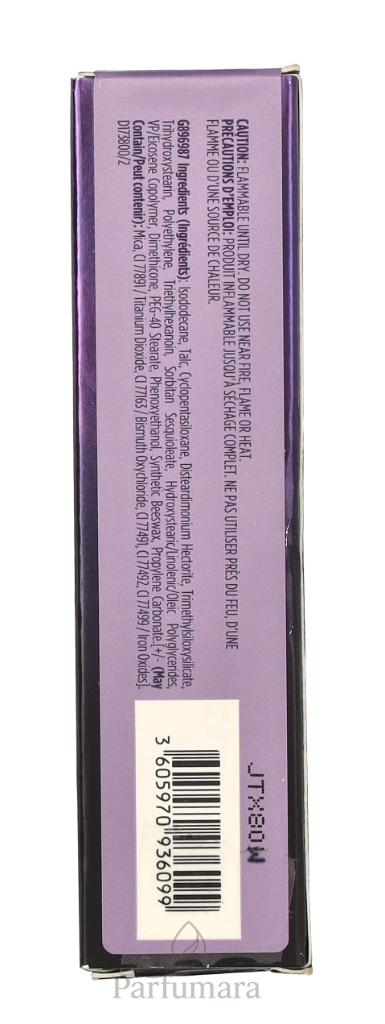 CAUTION: FLAMMABLE UNTIL DRY. DO NOT USE NEAR FIRE, FLAME OR HEAT.
PRÉCAUTIONS D'EMPLOI: PRODUIT INFLAMMABLE JUSQU'À SÉCHAGE COMPLET. NE PAS UTILISER PRÈS DU FEU, D'UNE
FLAMME OU D'UNE SOURCE DE CHALEUR.
G896987 Ingredients (Ingrédients): Isododecane, Talc, Cyclopentasiloxane, Disteardimonium Hectorite, Trimethylsiloxysilicate,
Trihydroxystearin, Polyethylene, Triethylhexanoin, Sorbitan Sesquioleate, Hydroxystearic/Linolenic/Oleic Polyglycerides,
VP/Eicosene Copolymer, Dimethicone, PEG-40 Stearate, Phenoxyethanol, Synthetic Beeswax, Propylene Carbonate.[+/- (May
Contain/Peut contenir): Mica, CI 77891 / Titanium Dioxide, CI 77163 / Bismuth Oxychloride, CI 77491, CI 77492, CI 77499 / Iron Oxides].
D173800/2
JTX80W
3 605970 936099
Parfumara